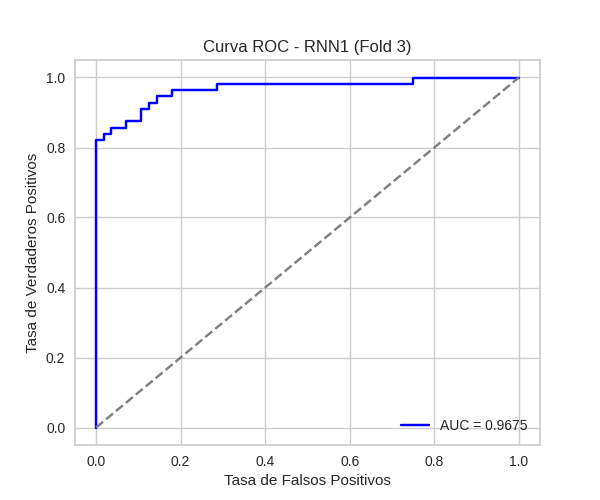 Curva ROC - RNN1 (Fold 3)
Tasa de Verdaderos Positivos
1.0
0.8
0.6
0.4
0.2
0.0
AUC = 0.9675
0.0 0.2 0.4 0.6 0.8 1.0
Tasa de Falsos Positivos